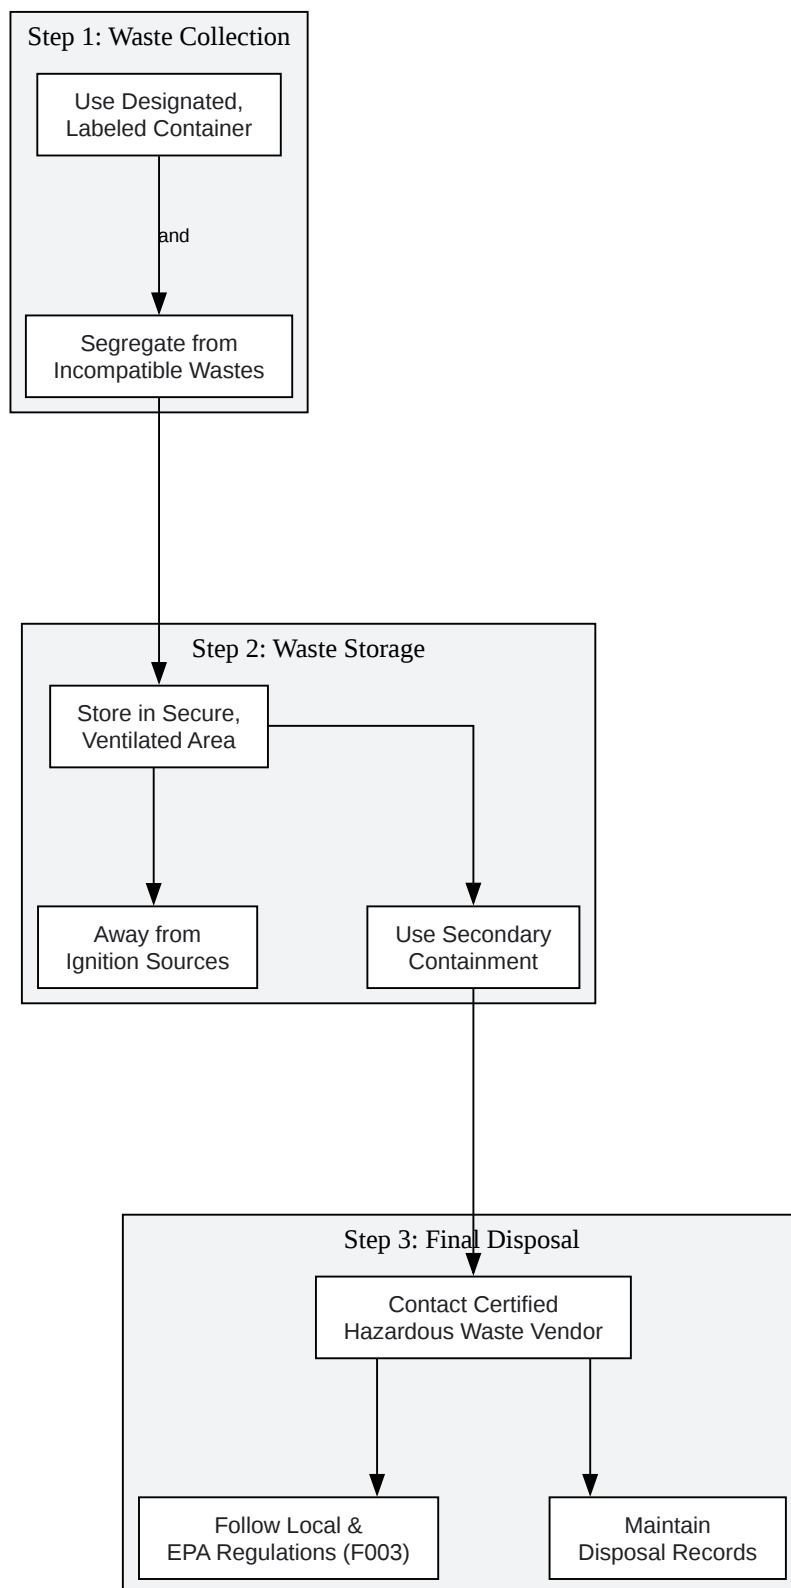 Step 1: Waste Collection
Use Designated,
Labeled Container
and
Segregate from
Incompatible Wastes
Step 2: Waste Storage
Store in Secure,
Ventilated Area
Away from
Ignition Sources
Use Secondary
Containment
Step 3: Final Disposal
Contact Certified
Hazardous Waste Vendor
Follow Local &
EPA Regulations (F003)
Maintain
Disposal Records